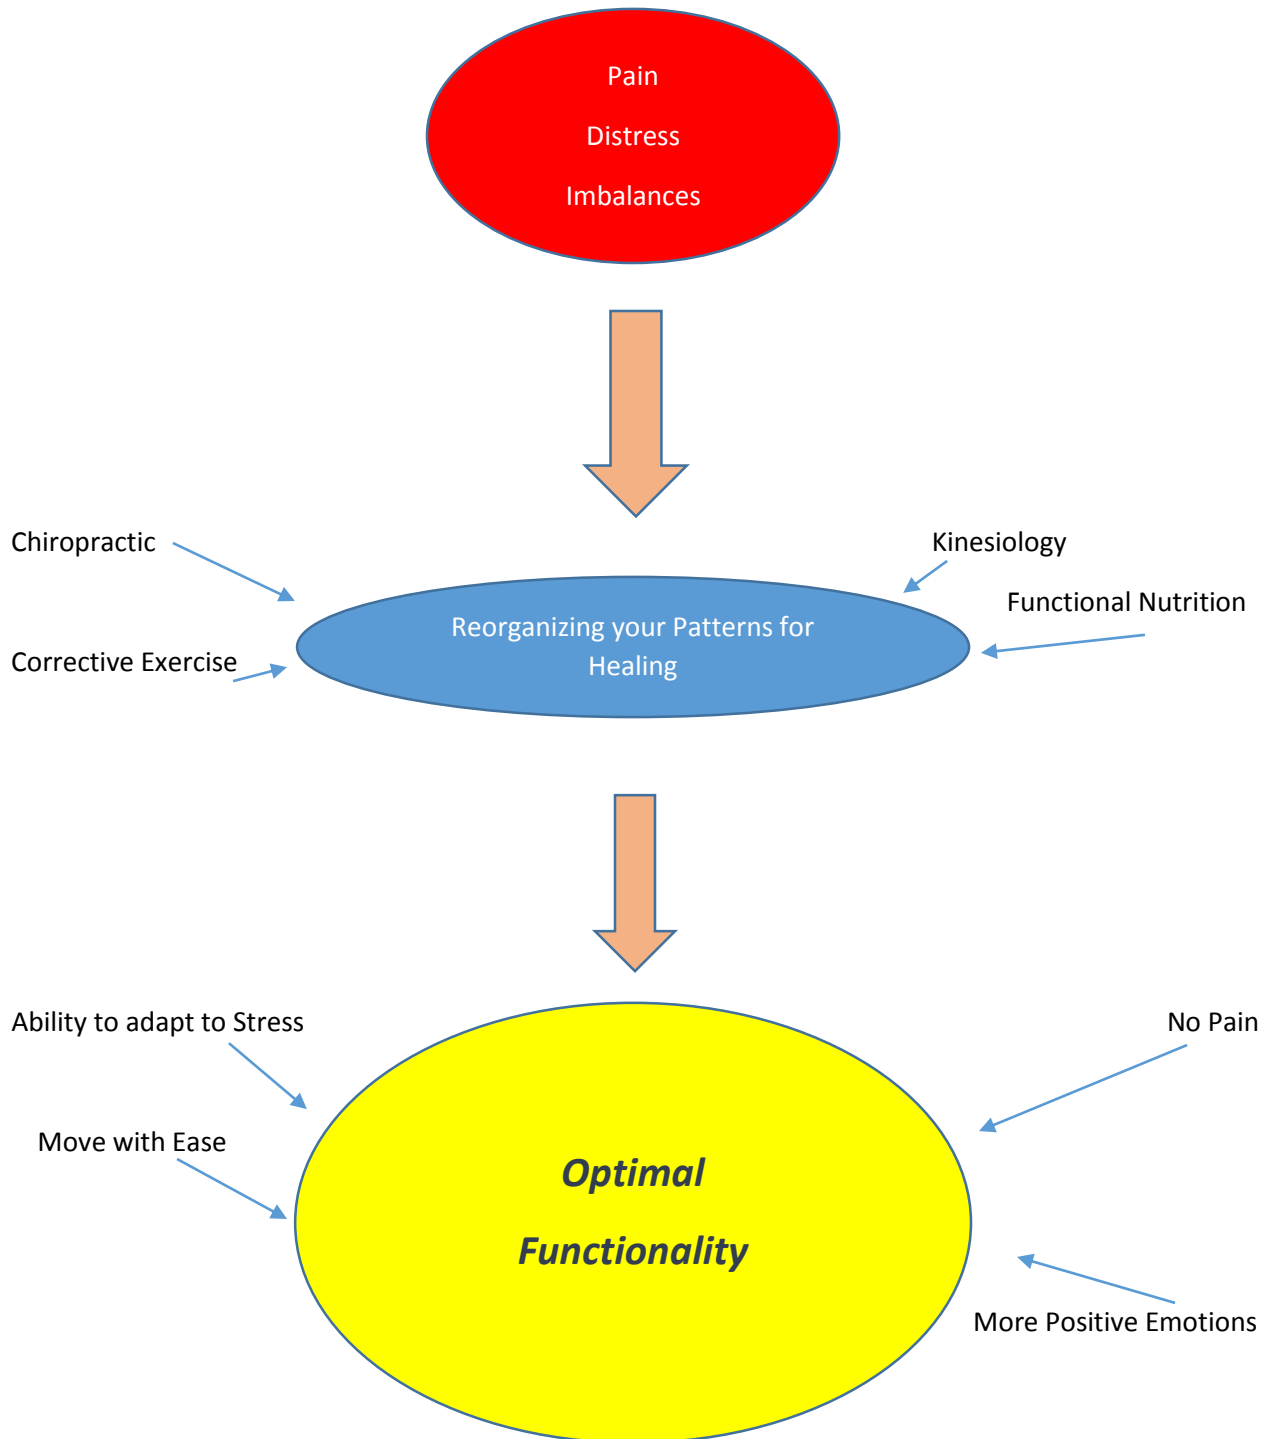 Pain
Distress
Imbalances
Chiropractic
Kinesiology
Functional Nutrition
Reorganizing your Patterns for
Healing
Corrective Exercise
Ability to adapt to Stress
No Pain
Move with Ease
Optimal
Functionality
More Positive Emotions